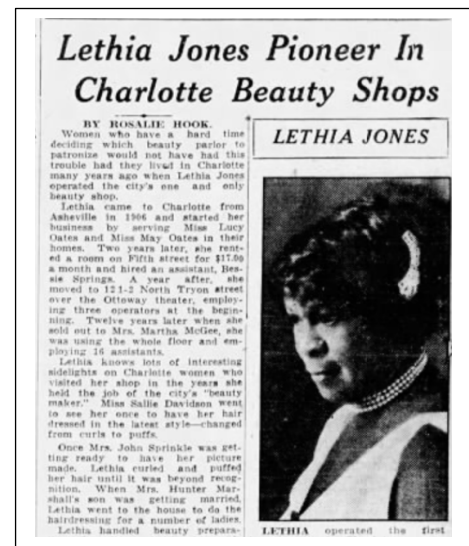 Lethia Jones Pioneer In
Charlotte Beauty Shops
BY ROSALIE HOOK.
Women who have a hard time
deciding which beauty parlor to
patronize would not have had this
trouble had they lived in Charlotte
many years ago when Lethia Jones
operated the city's one and only
beauty shop.
Lethia came to Charlotte from
Asheville in 1906 and started her
business by serving Miss Lucy
Oates and Miss May Oates in their
homes. Two years later, she rent-
ed a room on Fifth street for $17.00
a month and hired an assistant, Bes-
sie Springs. A year after, she
moved to 12 1-2 North Tryon street
over the Ottoway theater, employ-
ing three operators at the begin-
ning. Twelve years later when she
sold out to Mrs. Martha McGee, she
was using the whole floor and em-
ploying 16 assistants.
Lethia knows lots of interesting
sidelights on Charlotte women who
visited her shop in the years she
held the job of the city's "beauty
maker." Miss Sallie Davidson went
to see her once to have her hair
dressed in the latest style—changed
from curls to puffs.
Once Mrs. John Sprinkle was get-
ting ready to have her picture
made. Lethia curled and puffed
her hair until it was beyond recog-
nition. When Mrs. Hunter Mar-
shall's son was getting married,
Lethia went to the house to do the
hairdressing for a number of ladies.
Lethia handled beauty prepara-
LETHIA JONES
LETHIA operated the first